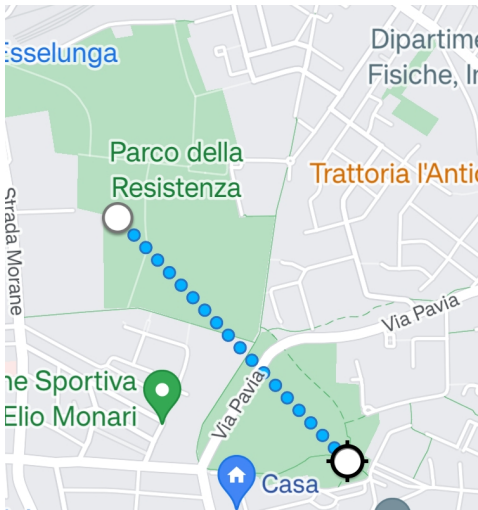 Esselunga
Dipartime
Fisiche, In
Parco della
Resistenza
Trattoria l'Antic
Strada Morane
Via Pavia
ne Sportiva
Elio Monari
Via Pavia
Casa